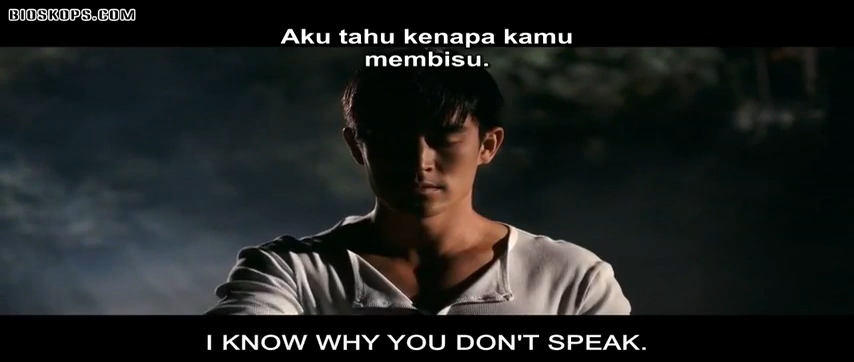 BIOSKOPS.COM
Aku tahu kenapa kamu
membisu.
I KNOW WHY YOU DON'T SPEAK.